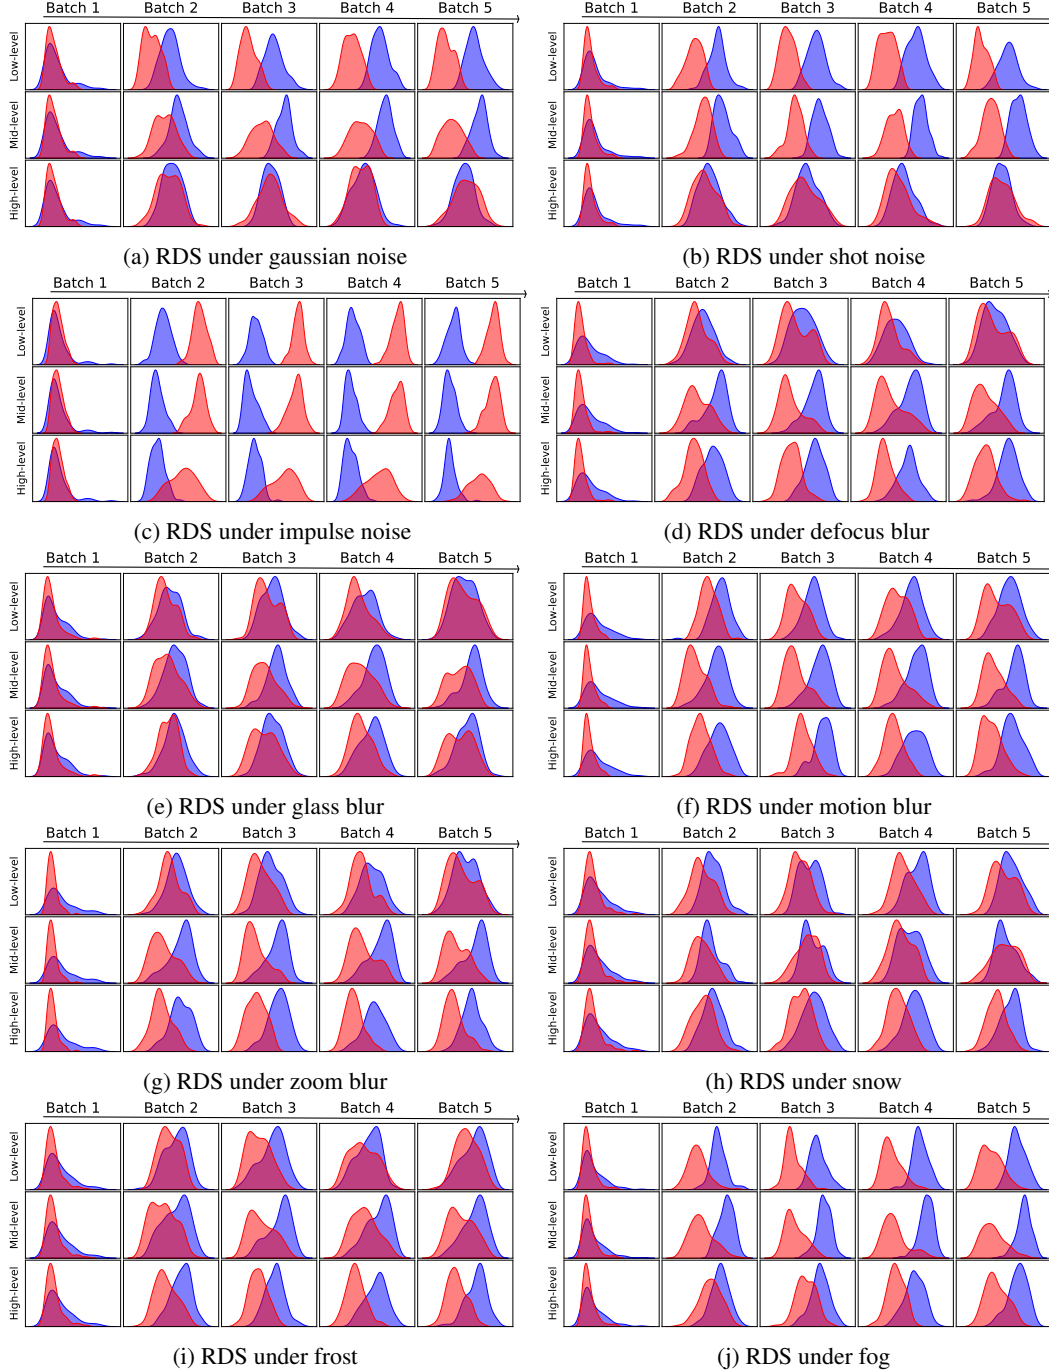 Batch 1 Batch 2 Batch 3 Batch 4 Batch 5
Low-level
Mid-level
High-level
(a) RDS under gaussian noise
Batch 1 Batch 2 Batch 3 Batch 4 Batch 5
Low-level
Mid-level
High-level
(b) RDS under shot noise
Batch 1 Batch 2 Batch 3 Batch 4 Batch 5
Low-level
Mid-level
High-level
(c) RDS under impulse noise
Batch 1 Batch 2 Batch 3 Batch 4 Batch 5
Low-level
Mid-level
High-level
(d) RDS under defocus blur
Batch 1 Batch 2 Batch 3 Batch 4 Batch 5
Low-level
Mid-level
High-level
(e) RDS under glass blur
Batch 1 Batch 2 Batch 3 Batch 4 Batch 5
Low-level
Mid-level
High-level
(f) RDS under motion blur
Batch 1 Batch 2 Batch 3 Batch 4 Batch 5
Low-level
Mid-level
High-level
(g) RDS under zoom blur
Batch 1 Batch 2 Batch 3 Batch 4 Batch 5
Low-level
Mid-level
High-level
(h) RDS under snow
Batch 1 Batch 2 Batch 3 Batch 4 Batch 5
Low-level
Mid-level
High-level
(i) RDS under frost
Batch 1 Batch 2 Batch 3 Batch 4 Batch 5
Low-level
Mid-level
High-level
(j) RDS under fog